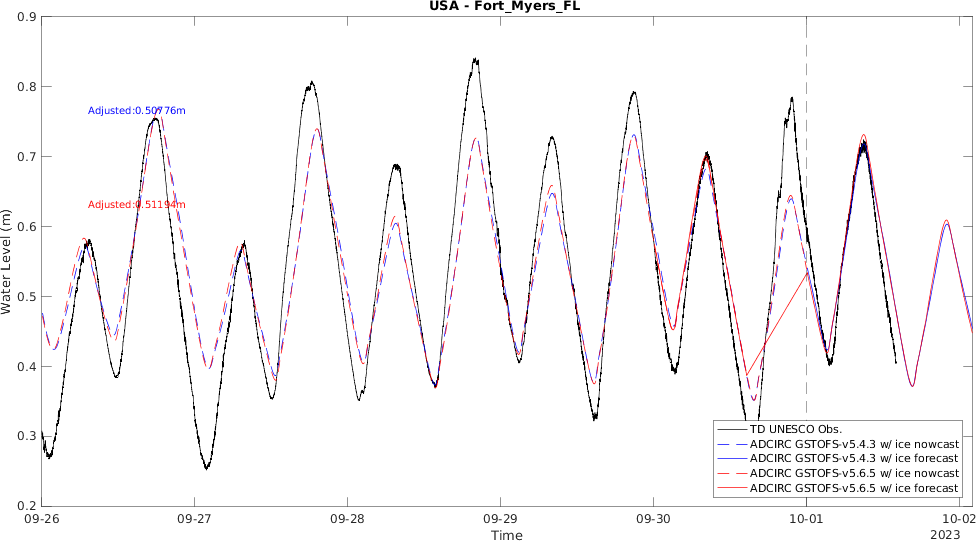 USA - Fort_Myers_FL
0.9
0.8
Adjusted:0.50776m
0.7
Adjusted:0.51194m
0.6
Water Level (m)
0.5
0.4
0.3
0.2
TD UNESCO Obs.
ADCIRC GSTOFS-v5.4.3 w/ ice nowcast
ADCIRC GSTOFS-v5.4.3 w/ ice forecast
ADCIRC GSTOFS-v5.6.5 w/ ice nowcast
ADCIRC GSTOFS-v5.6.5 w/ ice forecast
09-26 09-27 09-28 09-29 09-30 10-01 10-02
Time
2023